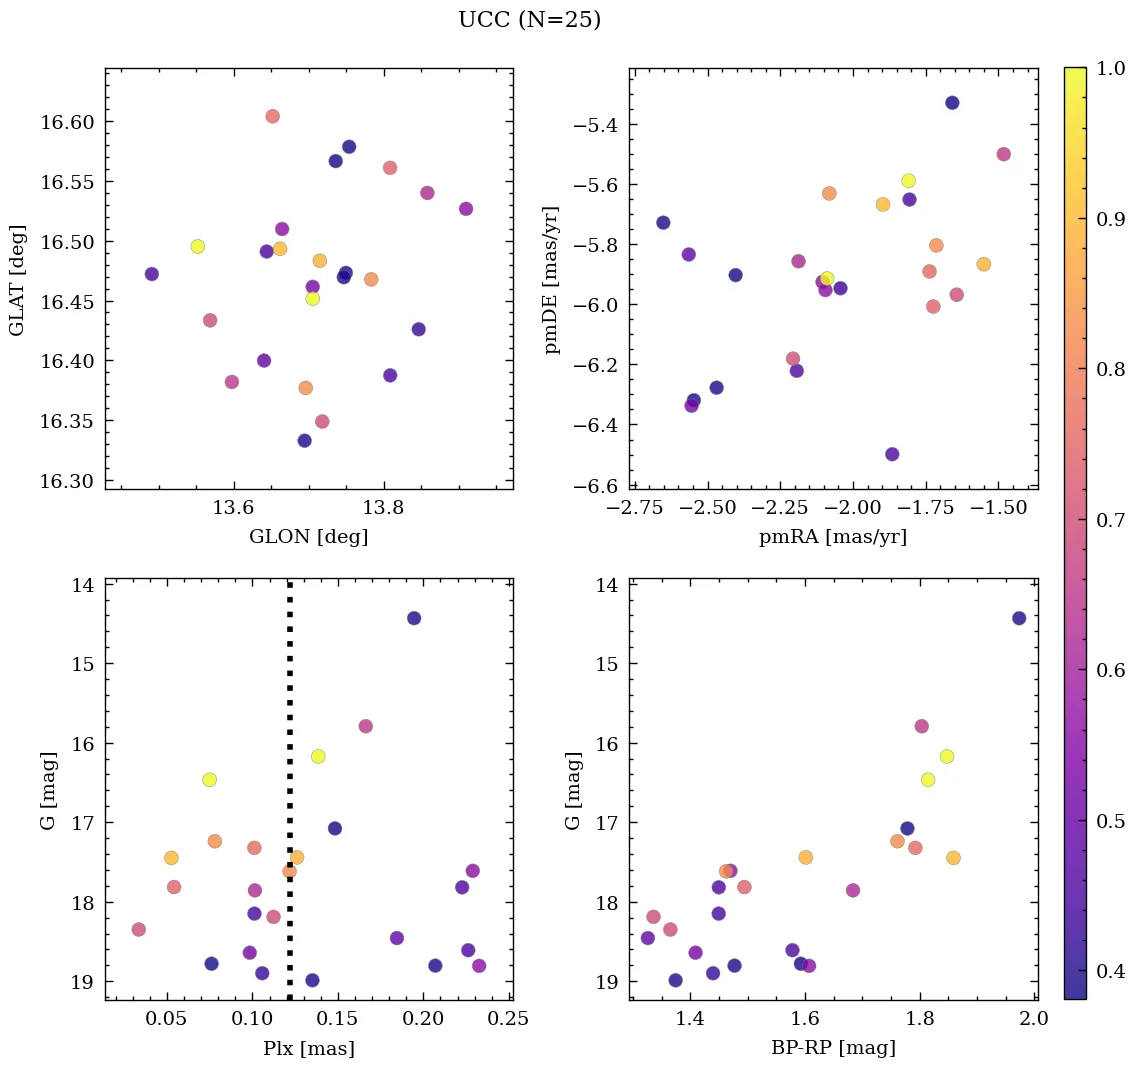 UCC (N=25)
16.60
16.55
16.50
16.45
16.40
16.35
16.30
GLAT [deg]
13.6 13.8
GLON [deg]
−5.4
−5.6
−5.8
−6.0
−6.2
−6.4
−6.6
pmDE [mas/yr]
−2.75 −2.50 −2.25 −2.00 −1.75 −1.50
pmRA [mas/yr]
14
15
16
17
18
19
G [mag]
0.05 0.10 0.15 0.20 0.25
Plx [mas]
14
15
16
17
18
19
G [mag]
1.4 1.6 1.8 2.0
BP-RP [mag]
1.0
0.9
0.8
0.7
0.6
0.5
0.4